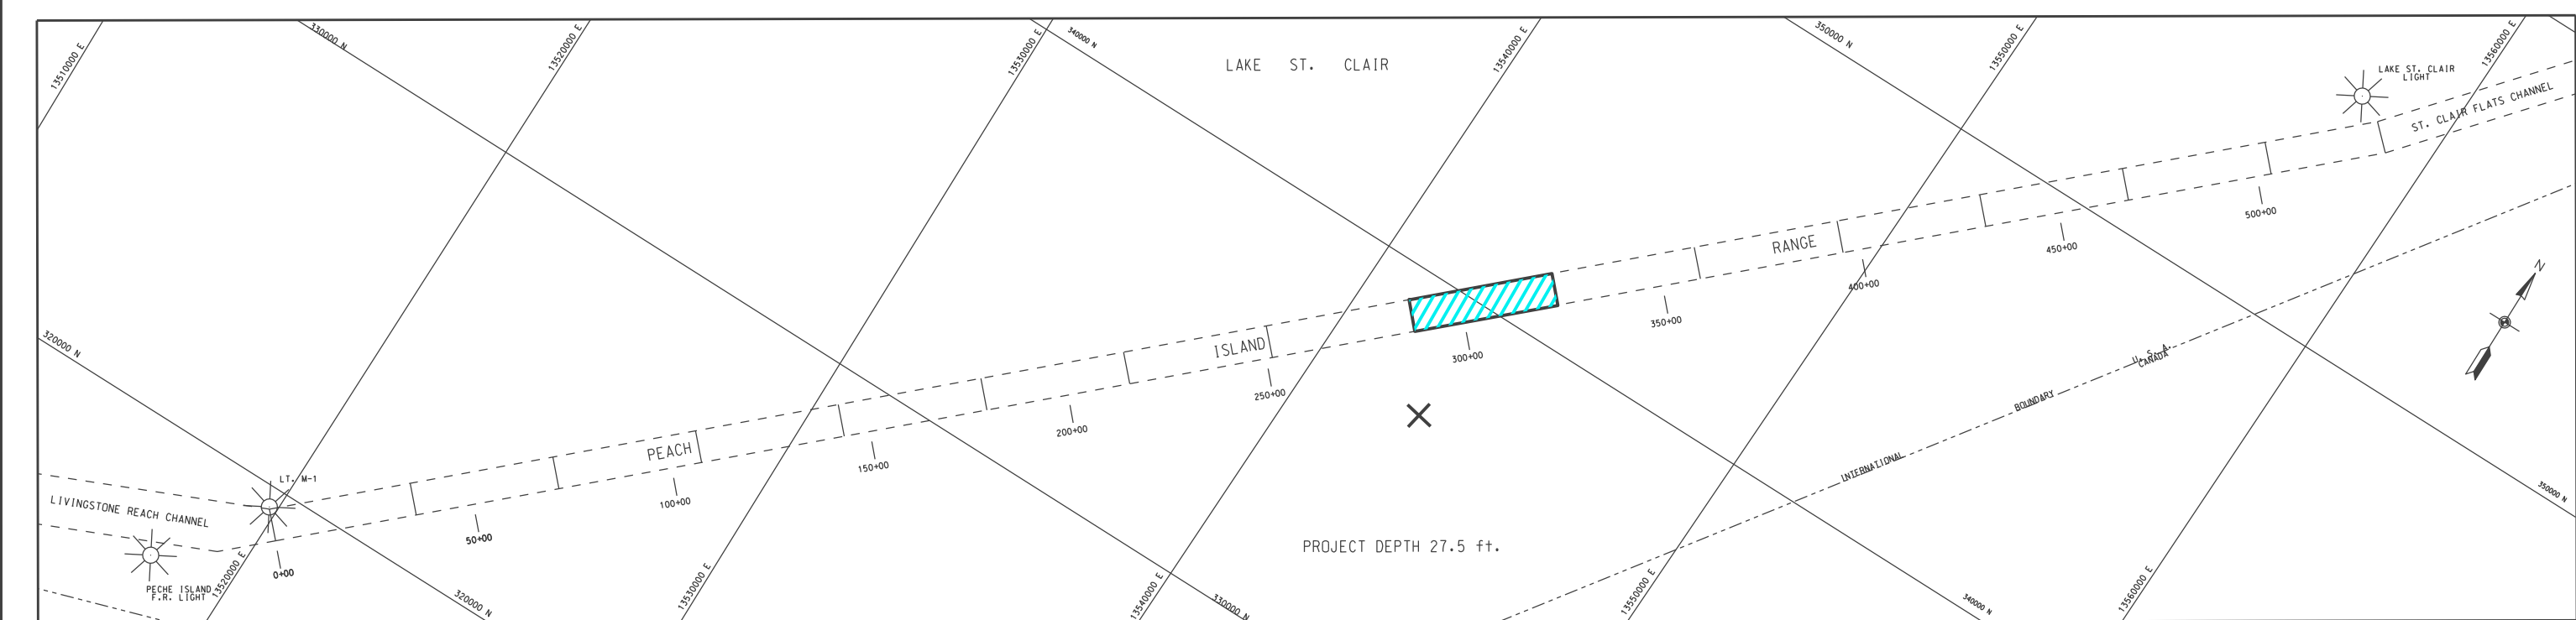 13510000 E
330000 N
13520000 E
13530000 E
340000 N
LAKE ST. CLAIR
13540000 E
350000 N
13550000 E
13560000 E
LAKE ST. CLAIR
LIGHT
ST. CLAIR FLATS CHANNEL
500+00
RANGE
450+00
400+00
350+00
N
320000 N
ISLAND
300+00
U. S. A.
CANADA
250+00
BOUNDARY
200+00
PEACH
150+00
INTERNATIONAL
LT. M-1
100+00
350000 N
LIVINGSTONE REACH CHANNEL
50+00
PROJECT DEPTH 27.5 ft.
0+00
PECHE ISLAND
F.R. LIGHT
13520000 E
320000 N
13530000 E
13540000 E
330000 N
13550000 E
340000 N
13560000 E